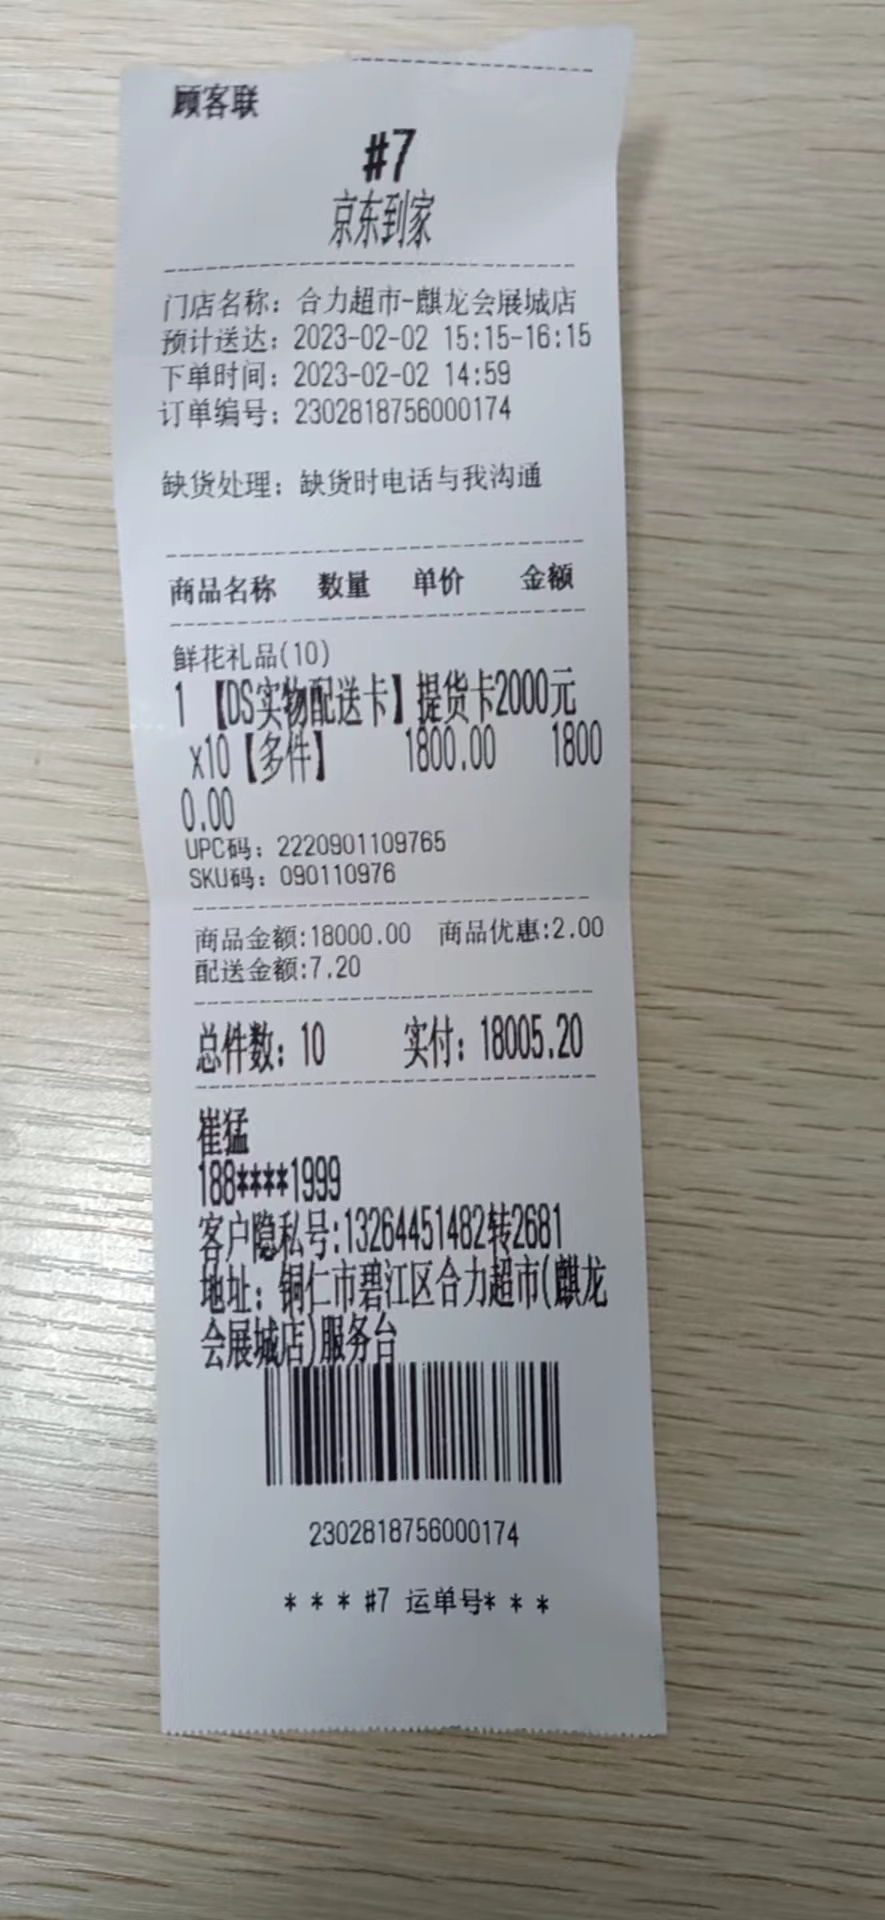 顾客联
#7
京东到家
门店名称：合力超市-麒龙会展城店
预计送达：2023-02-02 15:15-16:15
下单时间：2023-02-02 14:59
订单编号：2302818756000174
缺货处理：缺货时电话与我沟通
商品名称 数量 单价 金额
鲜花礼品(10)
1 【DS实物配送卡】提货卡2000元
x10【多件】 1800.00 1800
0.00
UPC码：2220901109765
SKU码：090110976
商品金额:18000.00 商品优惠:2.00
配送金额:7.20
总件数：10 实付：18005.20
崔猛
188****1999
客户隐私号:13264451482转2681
地址：铜仁市碧江区合力超市(麒龙
会展城店)服务台
2302818756000174
* * * #7 运单号* * *